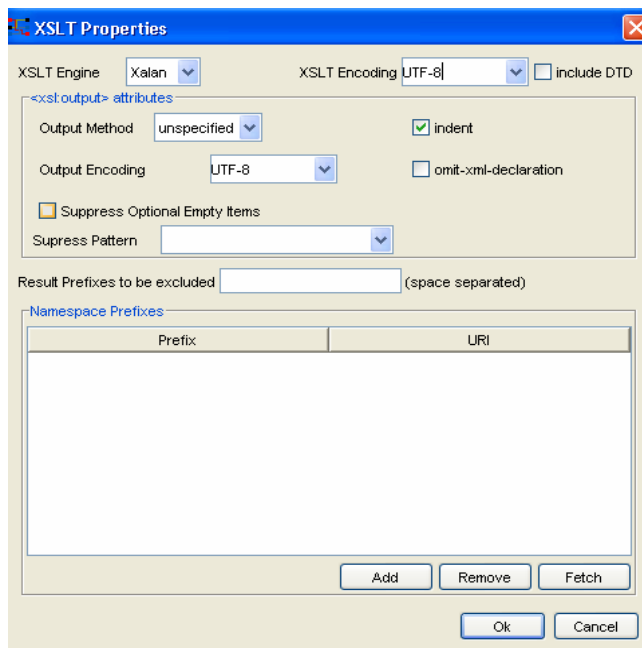 XSLT Properties
XSLT Engine Xalan XSLT Encoding UTF-8 include DTD
<xsl:output> attributes
Output Method unspecified indent
Output Encoding UTF-8 omit-xml-declaration
Suppress Optional Empty Items
Supress Pattern
Result Prefixes to be excluded (space separated)
Namespace Prefixes
Prefix URI
Add Remove Fetch
Ok Cancel